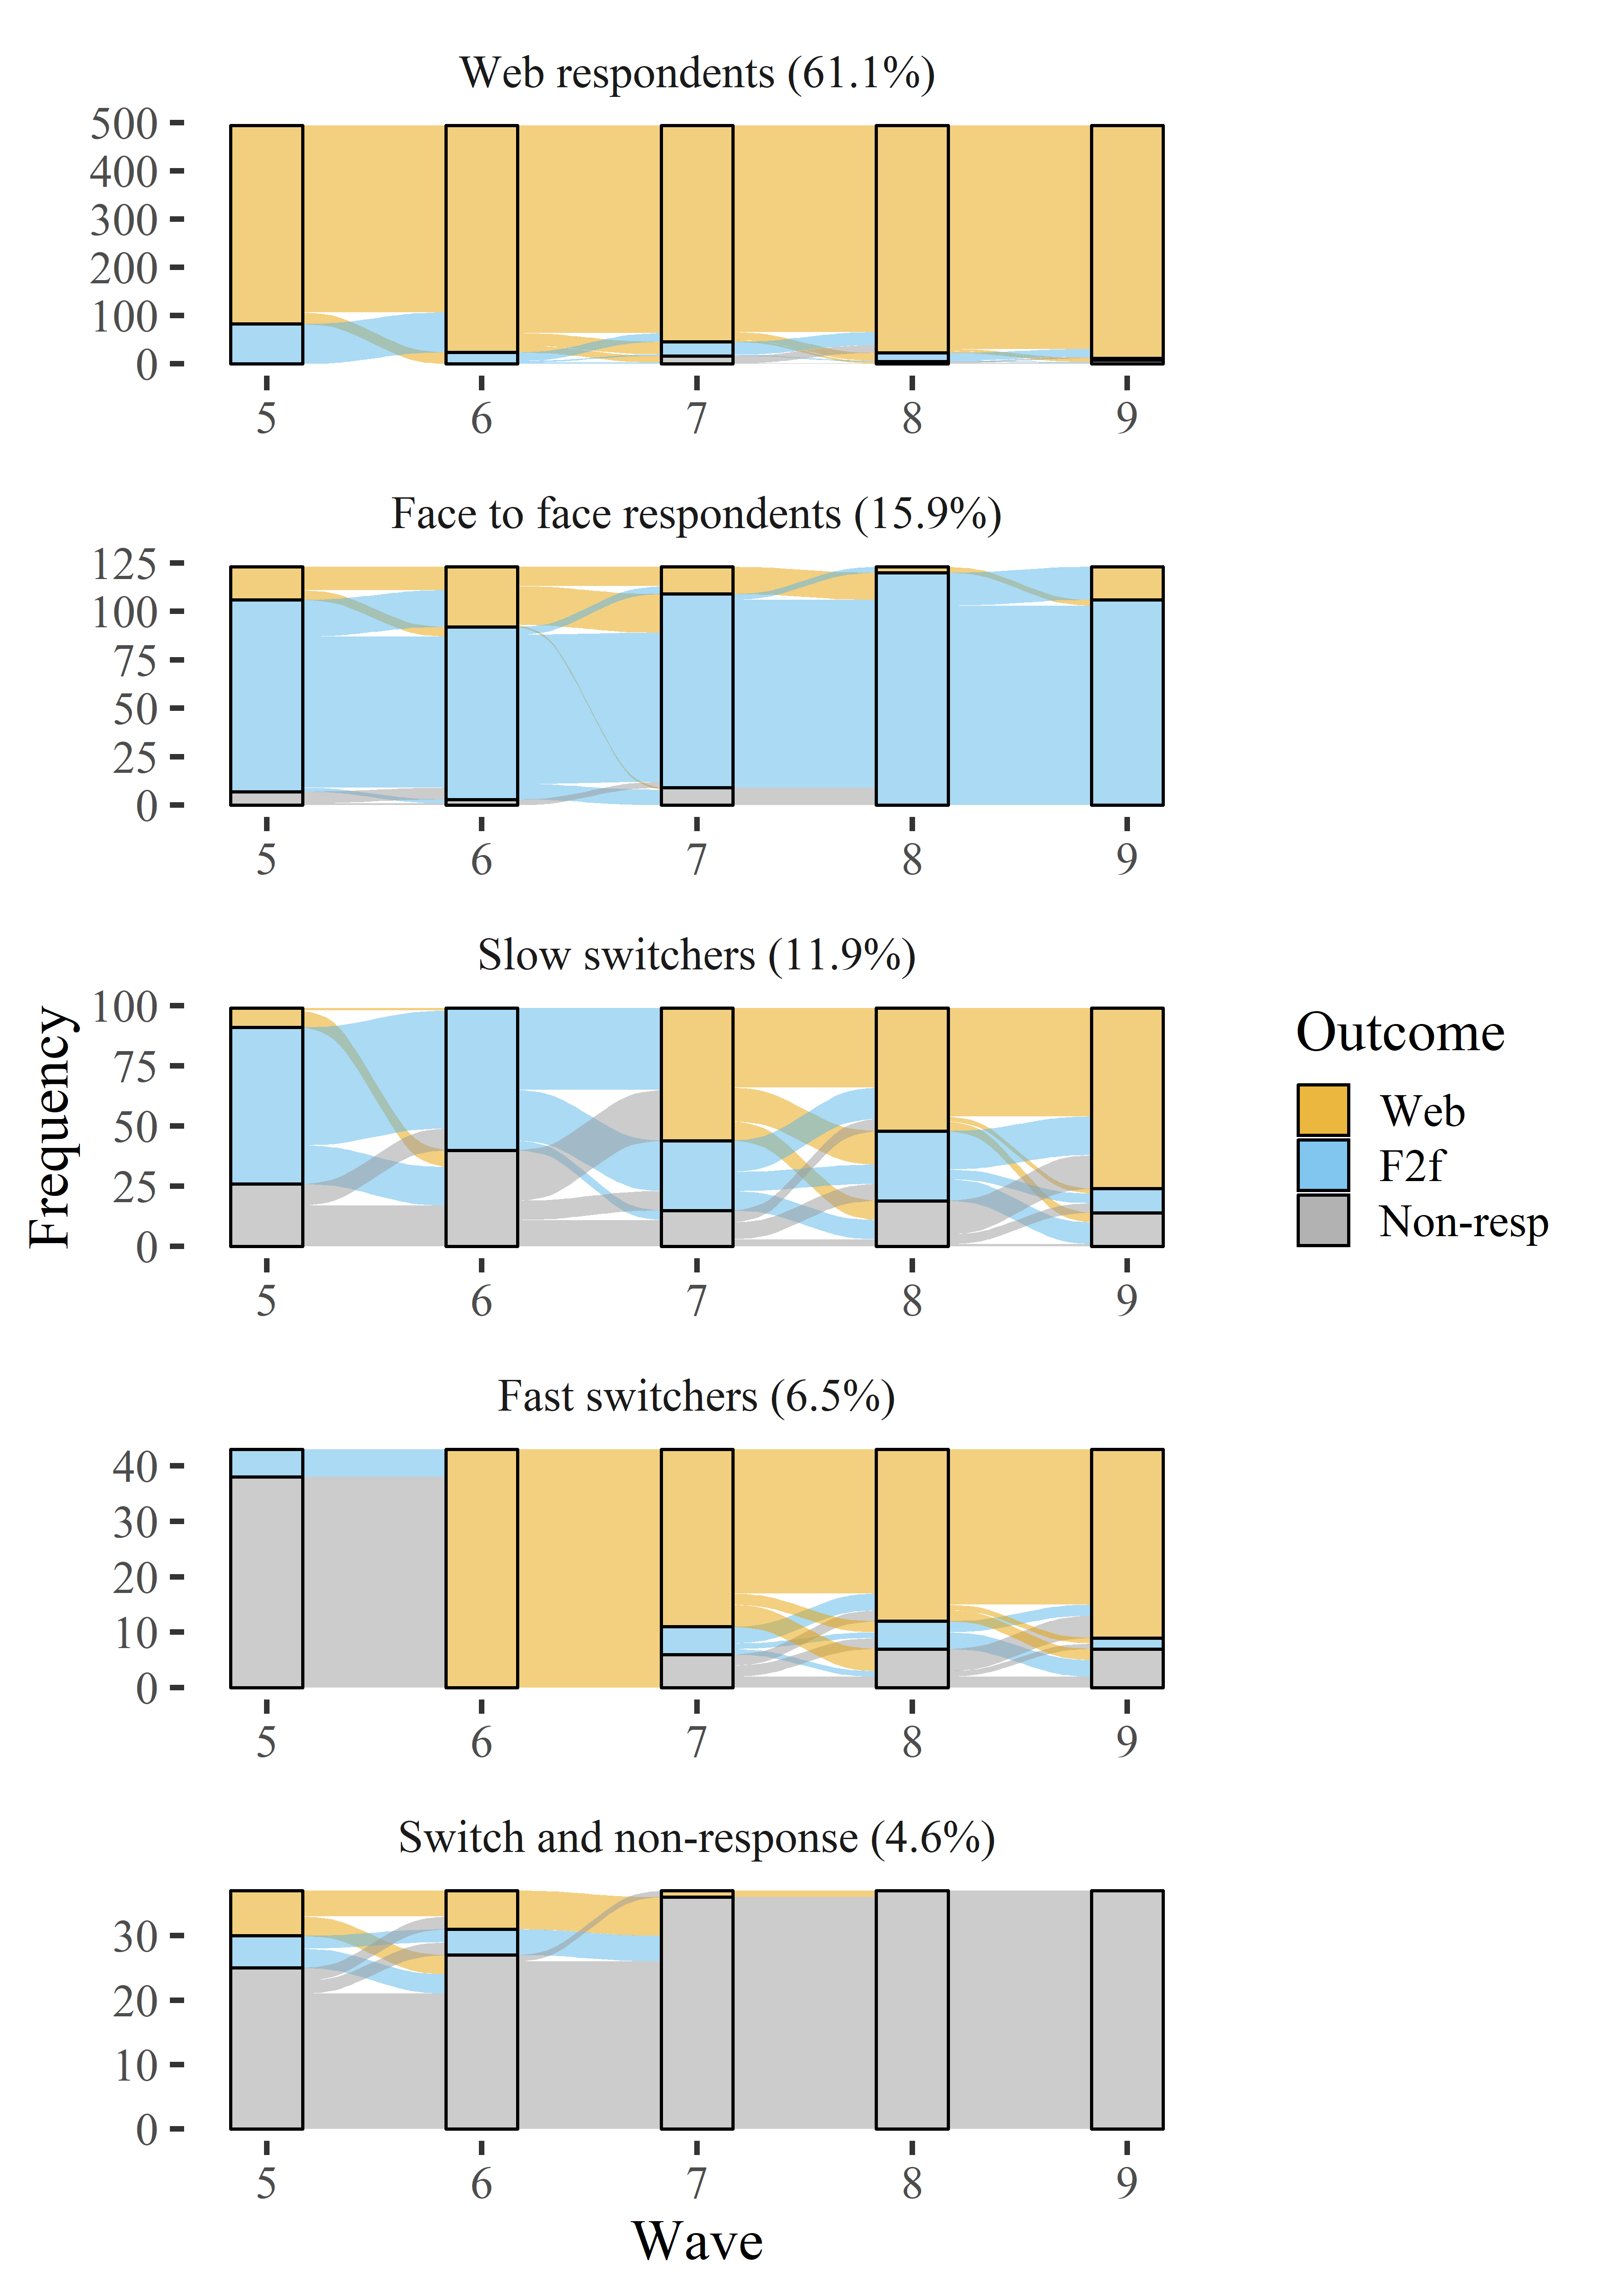 Web respondents (61.1%)
500
400
300
200
100
0
5 6 7 8 9
Face to face respondents (15.9%)
125
100
75
50
25
0
5 6 7 8 9
Slow switchers (11.9%)
100
75
50
25
0
5 6 7 8 9
Frequency
Outcome
Web
F2f
Non-resp
Fast switchers (6.5%)
40
30
20
10
0
5 6 7 8 9
Switch and non-response (4.6%)
30
20
10
0
5 6 7 8 9
Wave